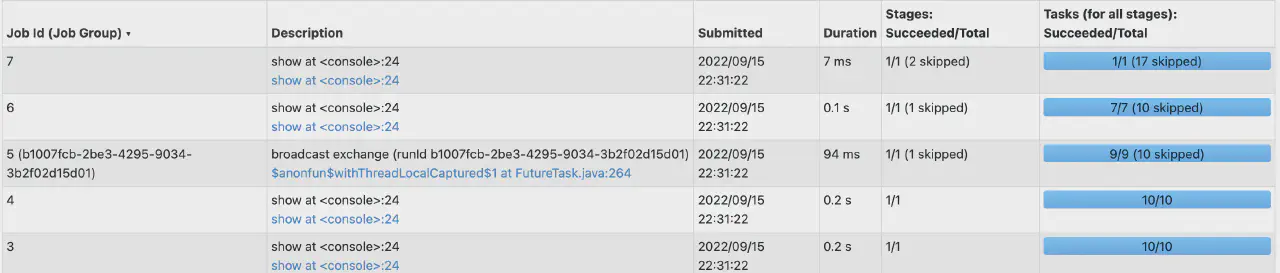 Job Id (Job Group) ▾ Description Submitted Duration Stages: Succeeded/Total Tasks (for all stages): Succeeded/Total
7 show at <console>:24 2022/09/15 7 ms 1/1 (2 skipped) 1/1 (17 skipped)
show at <console>:24 22:31:22
6 show at <console>:24 2022/09/15 0.1 s 1/1 (1 skipped) 7/7 (10 skipped)
show at <console>:24 22:31:22
5 (b1007fcb-2be3-4295-9034- broadcast exchange (runId b1007fcb-2be3-4295-9034-3b2f02d15d01) 2022/09/15 94 ms 1/1 (1 skipped) 9/9 (10 skipped)
3b2f02d15d01) $anonfun$withThreadLocalCaptured$1 at FutureTask.java:264 22:31:22
4 show at <console>:24 2022/09/15 0.2 s 1/1 10/10
show at <console>:24 22:31:22
3 show at <console>:24 2022/09/15 0.2 s 1/1 10/10
show at <console>:24 22:31:22